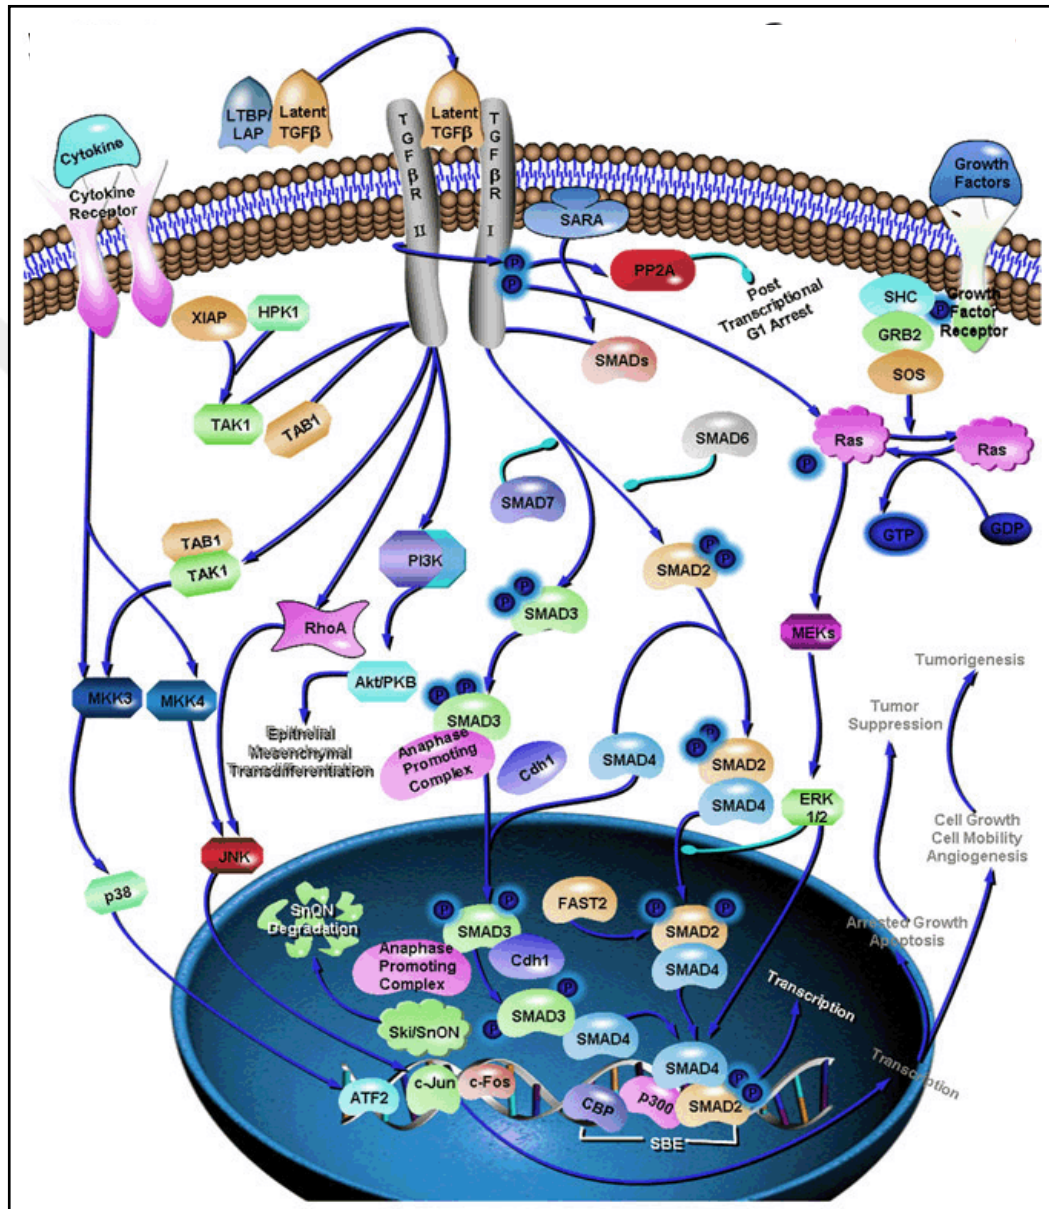 LTBP/
LAP
Latent
TGFβ
Latent
TGFβ
TGFβR
II
TGFβR
I
Cytokine
Cytokine
Receptor
Growth
Factors
SARA
P
P
PP2A
Post
Transcriptional
G1 Arrest
SHC
P
Growth
Factor
Receptor
GRB2
SOS
XIAP
HPK1
SMADs
TAK1
TAB1
SMAD6
Ras
Ras
P
SMAD7
GTP
GDP
TAB1
TAK1
PI3K
P
P
SMAD2
P
P
SMAD3
RhoA
MEKs
Tumorigenesis
MKK3
MKK4
Akt/PKB
P
P
SMAD3
Tumor
Suppression
Epithelial
Mesenchymal
Transdifferentiation
Anaphase
Promoting
Complex
Cdh1
SMAD4
P
P
SMAD2
SMAD4
ERK
1/2
Cell Growth
Cell Mobility
Angiogenesis
JNK
p38
SnON
Degradation
P
P
SMAD3
Cdh1
FAST2
P
P
SMAD2
SMAD4
Arrested Growth
Apoptosis
Anaphase
Promoting
Complex
P
SMAD3
P
SMAD4
Transcription
Ski/SnON
SMAD4
P
P
Transcription
ATF2
c-Jun
c-Fos
CBP
p300
SMAD2
SBE